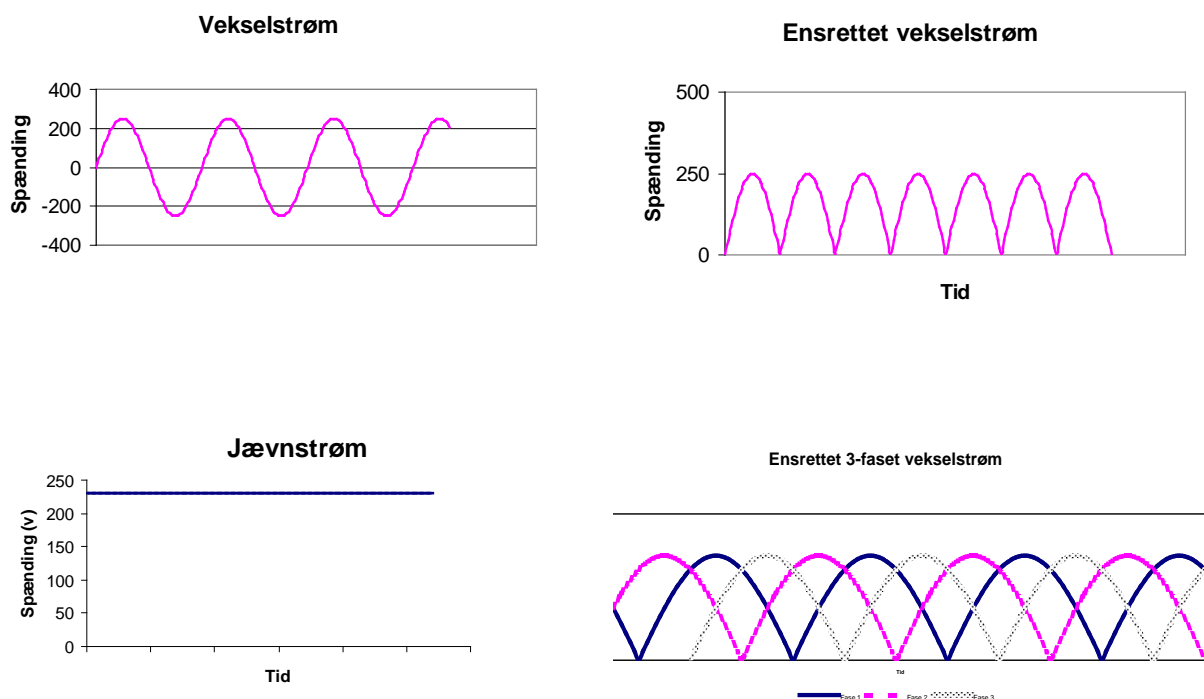 Vekselstrøm
Spænding
400
200
0
-200
-400
Ensrettet vekselstrøm
Spænding
500
250
0
Tid
Jævnstrøm
Spænding (v)
250
200
150
100
50
0
Tid
Ensrettet 3-faset vekselstrøm
Tid
Fase 1 Fase 2 Fase 3